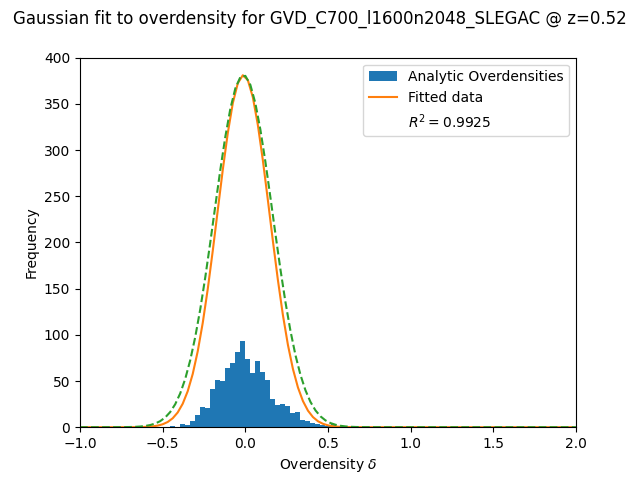 Gaussian fit to overdensity for GVD_C700_l1600n2048_SLEGAC @ z=0.52
Analytic Overdensities
Fitted data
R² = 0.9925
Frequency
400
350
300
250
200
150
100
50
0
−1.0 −0.5 0.0 0.5 1.0 1.5 2.0
Overdensity δ